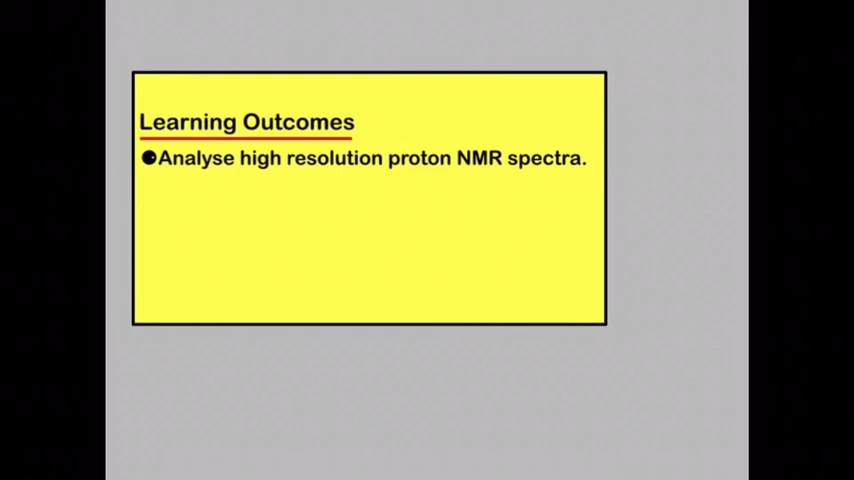 Learning Outcomes
●Analyse high resolution proton NMR spectra.